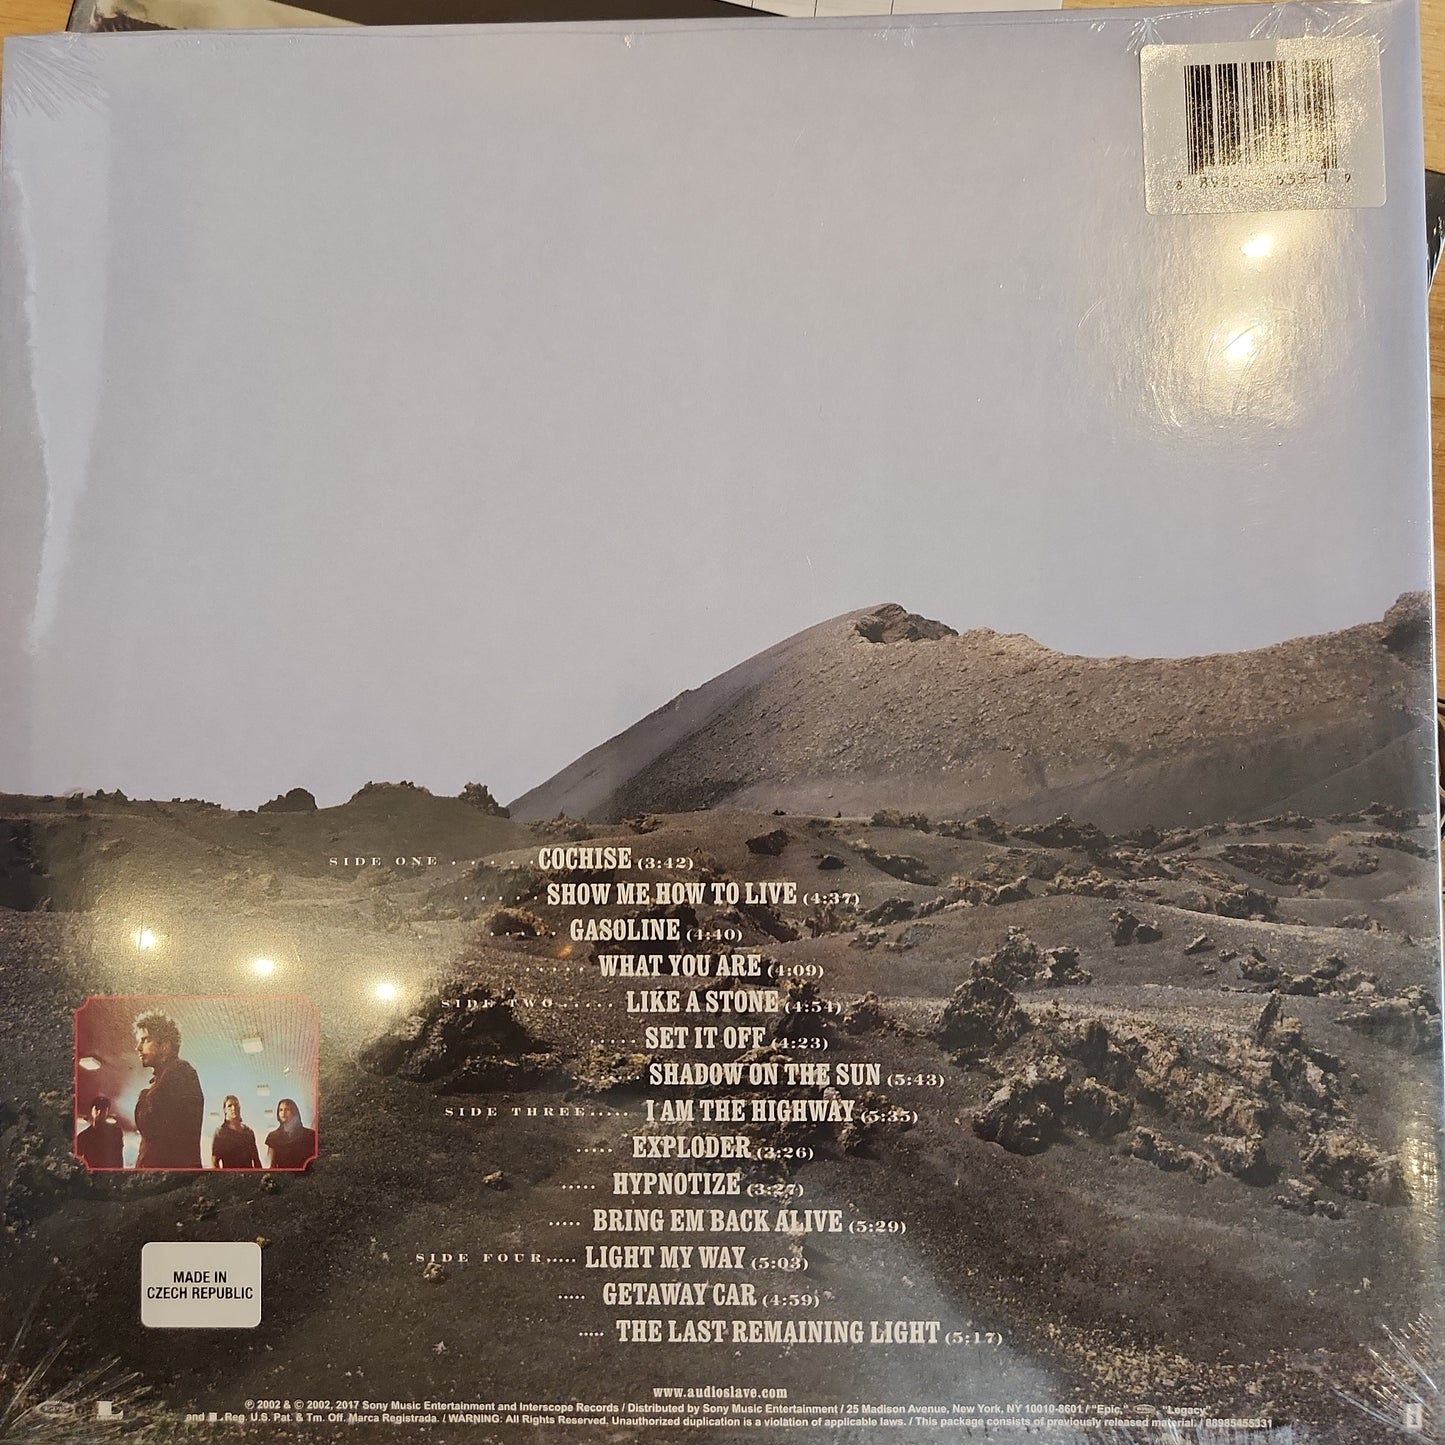 SIDE ONE . . . . . COCHISE (3:42)
. . . . . SHOW ME HOW TO LIVE (4:37)
. . . . . GASOLINE (4:40)
. . . . . WHAT YOU ARE (4:09)
SIDE TWO . . . . . LIKE A STONE (4:54)
. . . . . SET IT OFF (4:23)
SHADOW ON THE SUN (5:43)
SIDE THREE..... I AM THE HIGHWAY (5:35)
..... EXPLODER (3:26)
..... HYPNOTIZE (3:27)
..... BRING EM BACK ALIVE (5:29)
SIDE FOUR..... LIGHT MY WAY (5:03)
..... GETAWAY CAR (4:59)
..... THE LAST REMAINING LIGHT (5:17)
MADE IN
CZECH REPUBLIC
www.audioslave.com
℗ 2002 & © 2002, 2017 Sony Music Entertainment and Interscope Records / Distributed by Sony Music Entertainment / 25 Madison Avenue, New York, NY 10010-8601 / "Epic," "Legacy"
and Reg. U.S. Pat. & Tm. Off. Marca Registrada. / WARNING: All Rights Reserved. Unauthorized duplication is a violation of applicable laws. / This package consists of previously released material. / 88985455331